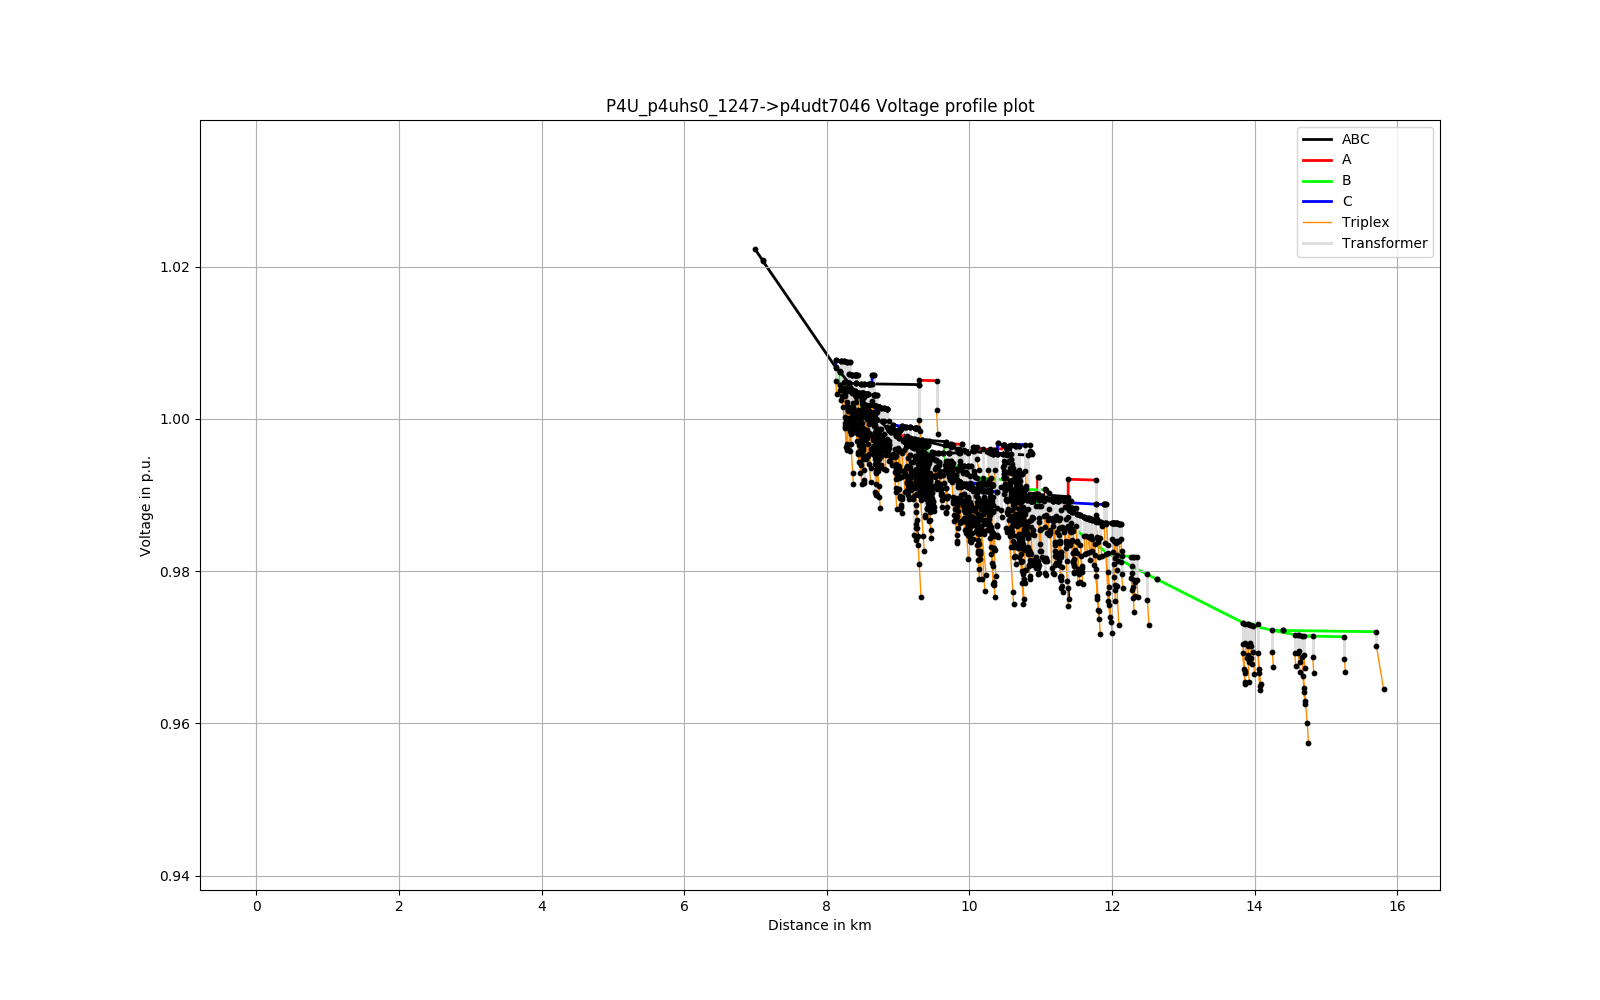 P4U_p4uhs0_1247->p4udt7046 Voltage profile plot
ABC
A
B
C
Triplex
Transformer
1.02
1.00
0.98
0.96
0.94
Voltage in p.u.
0 2 4 6 8 10 12 14 16
Distance in km